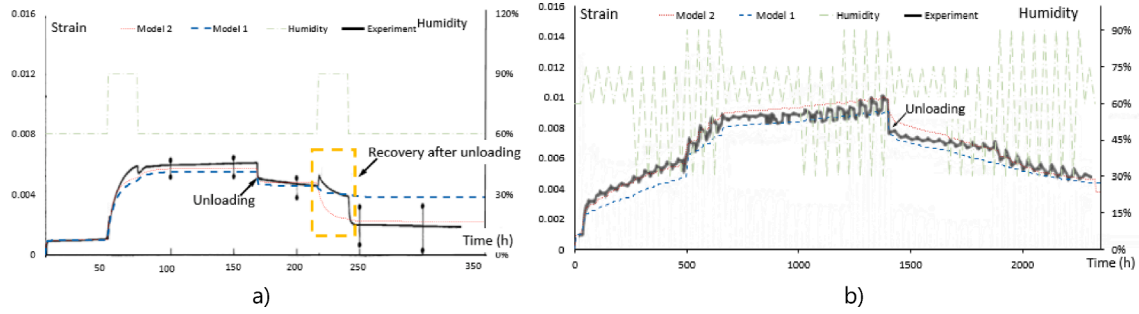 Strain
Humidity
Model 2 Model 1 Humidity Experiment
0.016
0.012
0.008
0.004
0
120%
90%
60%
30%
0%
Recovery after unloading
Unloading
Time (h)
0 50 100 150 200 250 300 350
a)
Strain
Humidity
Model 2 Model 1 Humidity Experiment
0.016
0.014
0.012
0.01
0.008
0.006
0.004
0.002
0
90%
75%
60%
45%
30%
15%
0%
Unloading
0 500 1000 1500 2000
Time (h)
b)